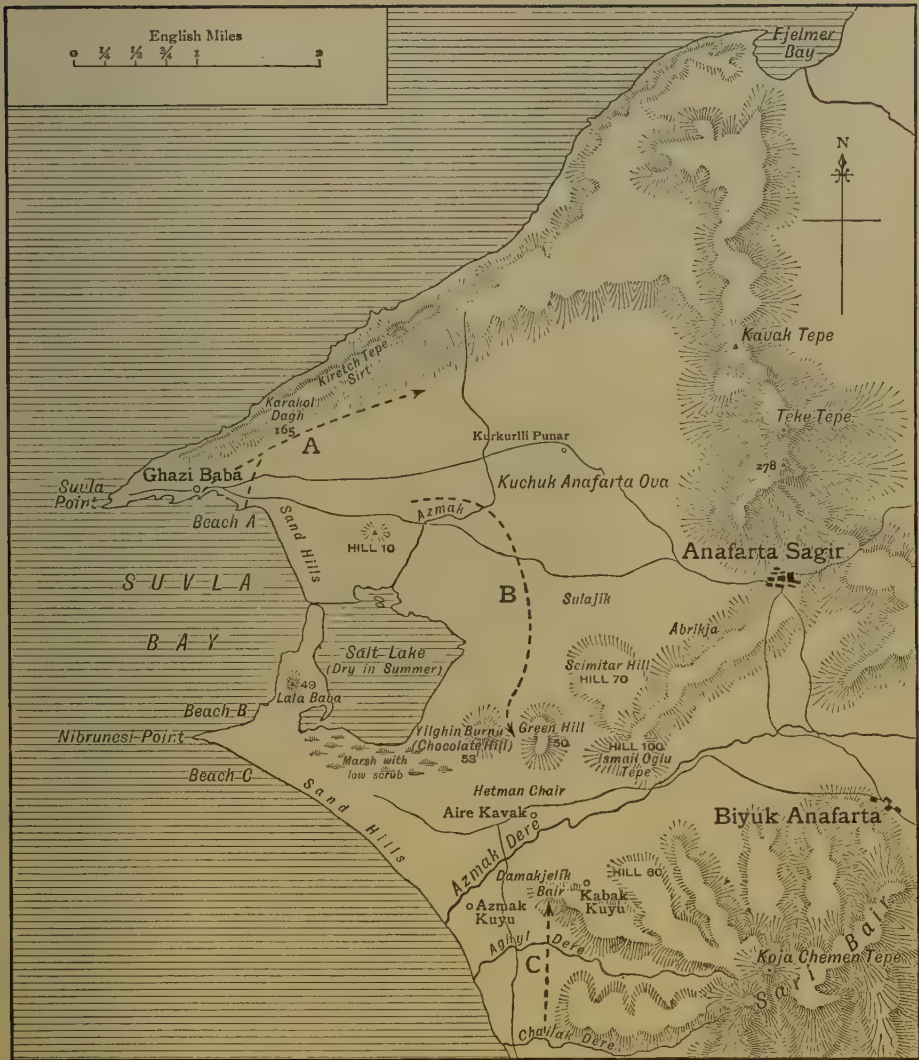 English Miles
0 ¼ ½ ¾ 1 2
Ejelmer
Bay
N
Kavak Tepe
Kiretch Tepe
Sirt
Karakol
Dagh
165
A
Teke Tepe
278
Kurkurlli Punar
Ghazi Baba
Suvla
Point
Kuchuk Anafarta Ova
Beach A
Sand Hills
Azmak
HILL 10
Anafarta Sagir
SUVLA
BAY
B
Sulajik
Abrikja
Salt Lake
(Dry in Summer)
Scimitar Hill
HILL 70
49
Lala Baba
Beach B
Nibrunesi Point
Yilghin Burnu
(Chocolate Hill)
53
Green Hill
50
HILL 100
Ismail Oglu
Tepe
Marsh with
low scrub
Beach C
Sand Hills
Hetman Chair
Aire Kavak
Biyuk Anafarta
Azmak Dere
Damakjelik
Bair
HILL 60
Kabak
Kuyu
Azmak
Kuyu
Aghyl Dere
C
Koja Chemen Tepe
Sari Bair
Chailak Dere